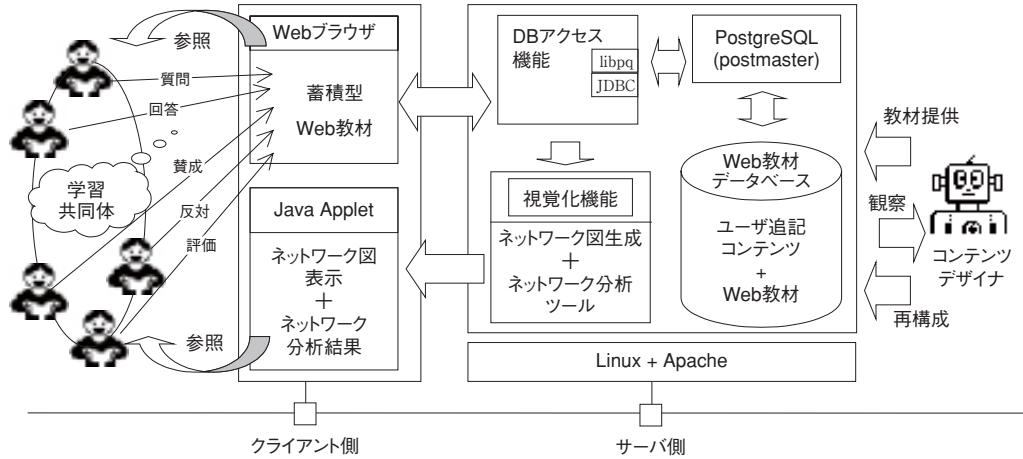 参照
質問
回答
賛成
反対
評価
学習
共同体
参照
Webブラウザ
蓄積型
Web教材
Java Applet
ネットワーク図
表示
＋
ネットワーク
分析結果
DBアクセス
機能
libpq
JDBC
PostgreSQL
(postmaster)
視覚化機能
ネットワーク図生成
＋
ネットワーク分析
ツール
Web教材
データベース
ユーザ追記
コンテンツ
+
Web教材
教材提供
観察
再構成
コンテンツ
デザイナ
Linux + Apache
クライアント側
サーバ側